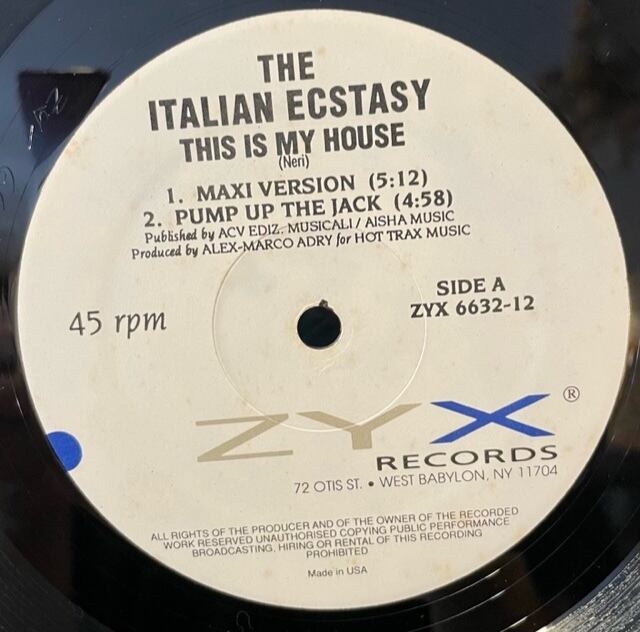 THE
ITALIAN ECSTASY
THIS IS MY HOUSE
(Neri)
1. MAXI VERSION (5:12)
2. PUMP UP THE JACK (4:58)
Published by ACV EDIZ. MUSICALI / AISHA MUSIC
Produced by ALEX-MARCO ADRY for HOT TRAX MUSIC
SIDE A
ZYX 6632-12
45 rpm
ZYX ®
RECORDS
72 OTIS ST. • WEST BABYLON, NY 11704
ALL RIGHTS OF THE PRODUCER AND OF THE OWNER OF THE RECORDED
WORK RESERVED UNAUTHORISED COPYING PUBLIC PERFORMANCE
BROADCASTING, HIRING OR RENTAL OF THIS RECORDING
PROHIBITED
Made in USA